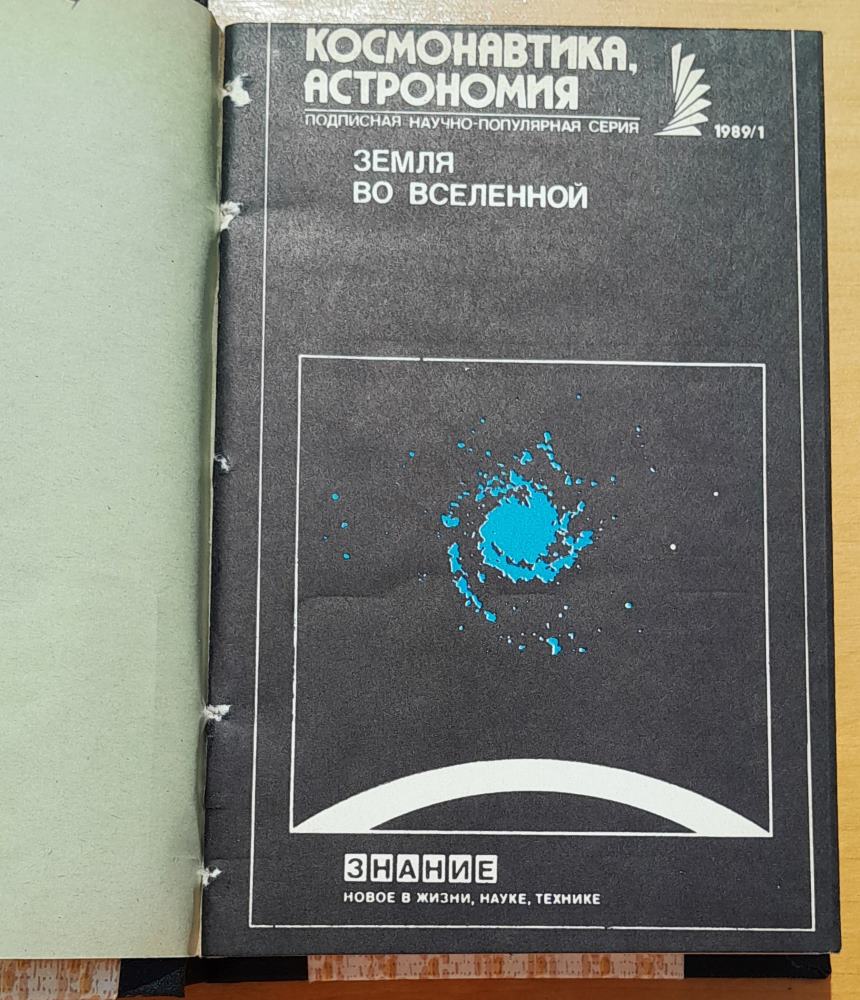 КОСМОНАВТИКА,
АСТРОНОМИЯ
ПОДПИСНАЯ НАУЧНО-ПОПУЛЯРНАЯ СЕРИЯ
1989/1
ЗЕМЛЯ
ВО ВСЕЛЕННОЙ
ЗНАНИЕ
НОВОЕ В ЖИЗНИ, НАУКЕ, ТЕХНИКЕ